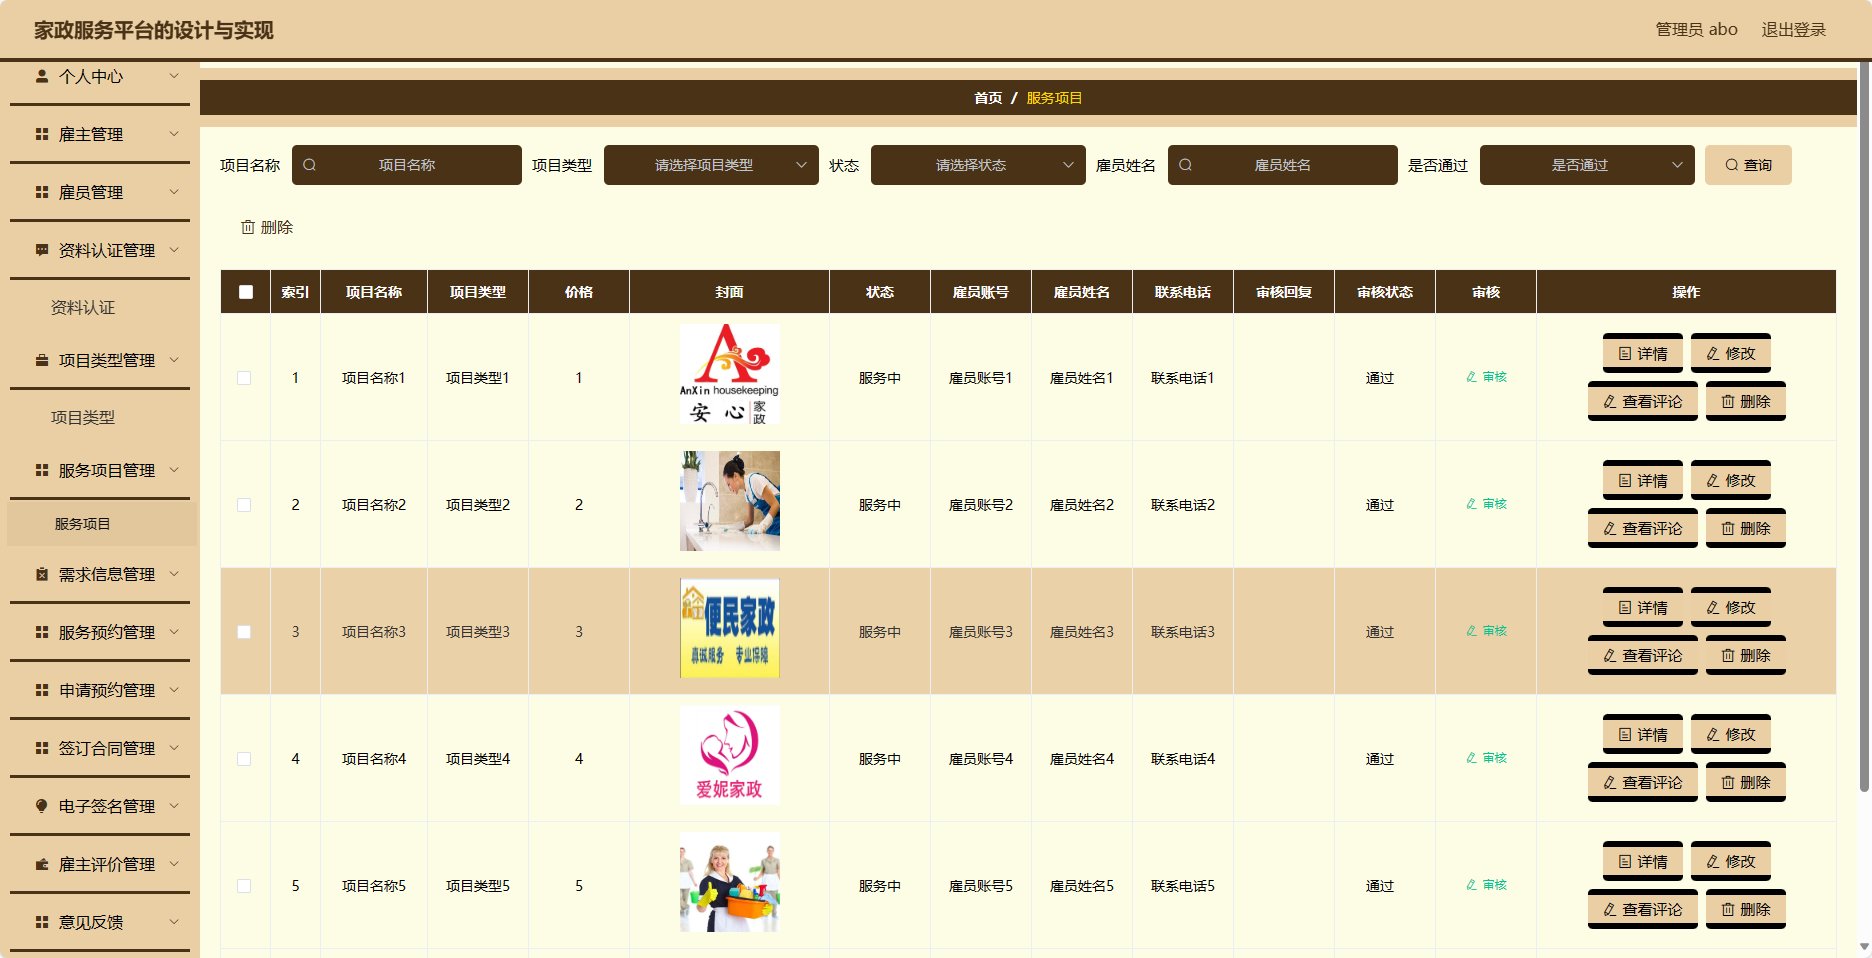 家政服务平台的设计与实现
管理员 abo 退出登录
个人中心
雇主管理
雇员管理
资料认证管理
资料认证
项目类型管理
项目类型
服务项目管理
服务项目
需求信息管理
服务预约管理
申请预约管理
签订合同管理
电子签名管理
雇主评价管理
意见反馈
首页 / 服务项目
项目名称 项目名称 项目类型 请选择项目类型 状态 请选择状态 雇员姓名 雇员姓名 是否通过 是否通过 查询
删除
索引 项目名称 项目类型 价格 封面 状态 雇员账号 雇员姓名 联系电话 审核回复 审核状态 审核 操作
1 项目名称1 项目类型1 1 服务中 雇员账号1 雇员姓名1 联系电话1 通过 审核
AnXin housekeeping
安心 家政
详情 修改
查看评论 删除
2 项目名称2 项目类型2 2 服务中 雇员账号2 雇员姓名2 联系电话2 通过 审核
详情 修改
查看评论 删除
3 项目名称3 项目类型3 3 服务中 雇员账号3 雇员姓名3 联系电话3 通过 审核
便民家政
真诚服务 专业保障
详情 修改
查看评论 删除
4 项目名称4 项目类型4 4 服务中 雇员账号4 雇员姓名4 联系电话4 通过 审核
爱妮家政
详情 修改
查看评论 删除
5 项目名称5 项目类型5 5 服务中 雇员账号5 雇员姓名5 联系电话5 通过 审核
详情 修改
查看评论 删除